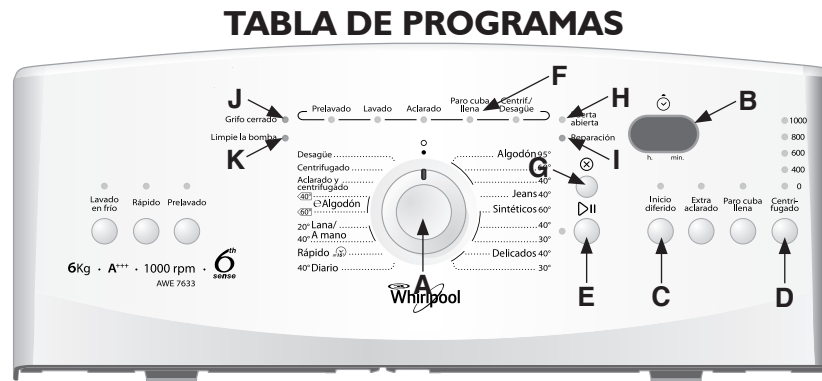 TABLA DE PROGRAMAS
J
F
H
B
Prelavado
Lavado
Aclarado
Paro cuba
llena
Centrif./
Desagüe
Grifo cerrado
abierta
Limpie la bomba
Reparación
K
I
G
h.
min.
1000
800
600
400
0
Desagüe
Centrifugado
Aclarado y
centrifugado
40°
Algodón
60°
20° Lana/
40° A mano
Rápido
40° Diario
Algodón 95°
40°
Jeans 40°
Sintéticos 60°
40°
30°
Delicados 40°
30°
Lavado
en frío
Rápido
Prelavado
Inicio
diferido
Extra
aclarado
Paro cuba
llena
Centri-
fugado
6Kg · A+++ · 1000 rpm · 6th
sense
AWE 7633
A
Whirlpool
E
C
D